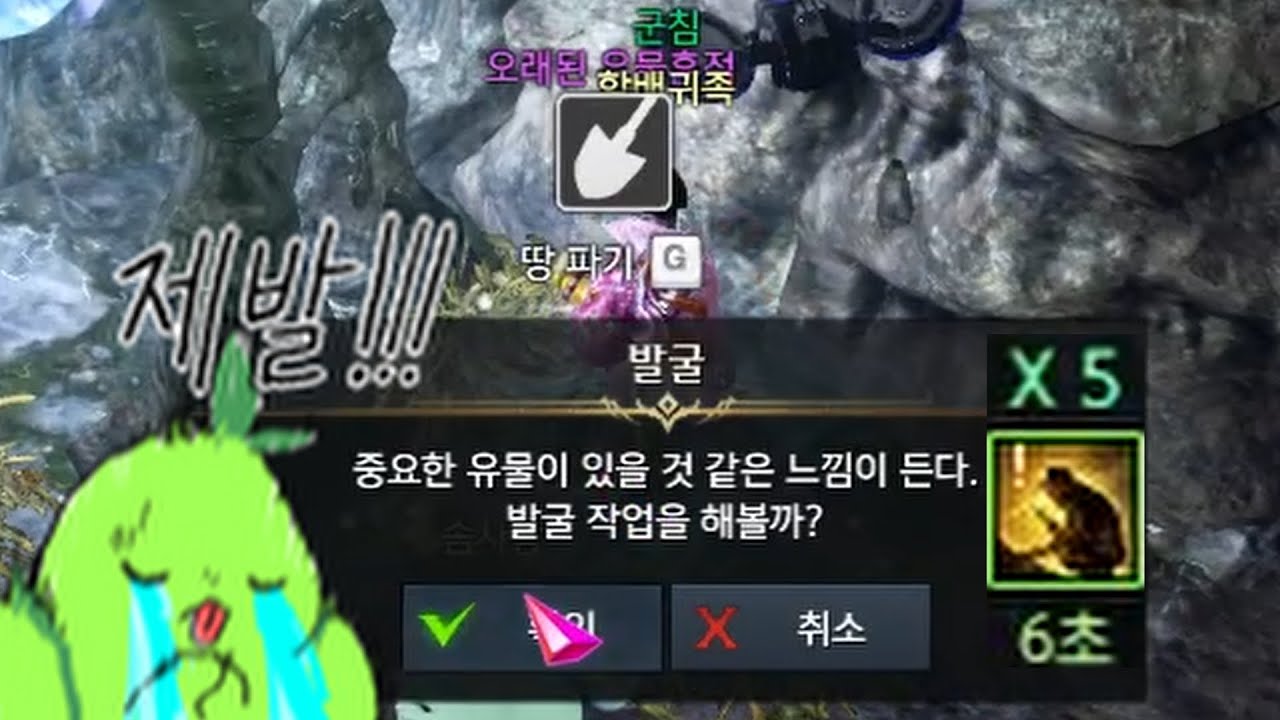 군침
오래된 유물흔적
함백귀족
땅 파기 G
제발!!!
발굴
중요한 유물이 있을 것 같은 느낌이 든다.
발굴 작업을 해볼까?
취소
X 5
6초